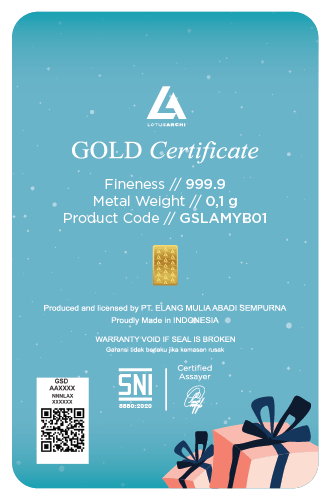 LOTUSARCHI
GOLD Certificate
Fineness // 999.9
Metal Weight // 0,1 g
Product Code // GSLAMYB01
Produced and licensed by PT. ELANG MULIA ABADI SEMPURNA
Proudly Made in INDONESIA
WARRANTY VOID IF SEAL IS BROKEN
Garansi tidak berlaku jika kemasan rusak
GSD
AAXXXX
NNNLAX
XXXXXX
SNI
8880:2020
Certified
Assayer